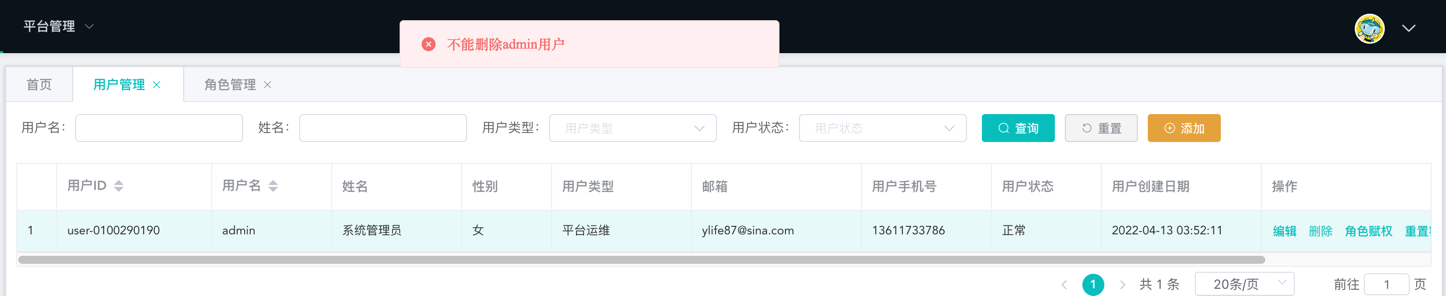 平台管理
不能删除admin用户
首页 用户管理 角色管理
用户名： 姓名： 用户类型： 用户类型 用户状态： 用户状态 查询 重置 添加
用户ID 用户名 姓名 性别 用户类型 邮箱 用户手机号 用户状态 用户创建日期 操作
1 user-0100290190 admin 系统管理员 女 平台运维 ylife87@sina.com 13611733786 正常 2022-04-13 03:52:11 编辑 删除 角色赋权 重置
1 共 1 条 20条/页 前往 1 页